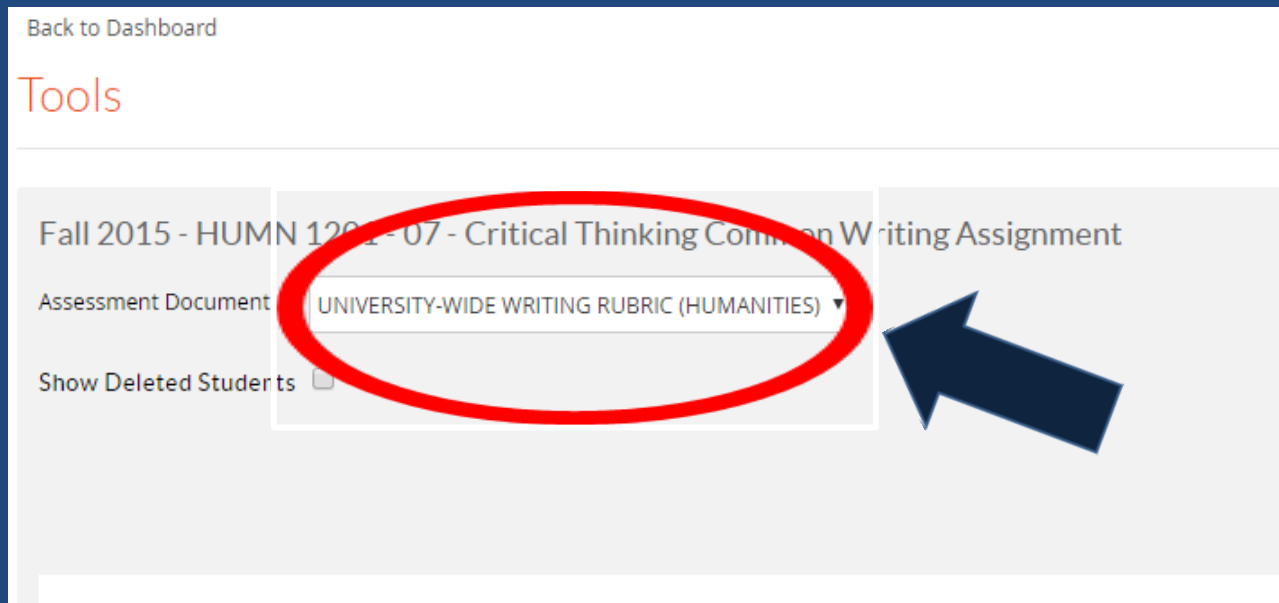 Back to Dashboard
Tools
Fall 2015 - HUMN 1201 - 07 - Critical Thinking Common Writing Assignment
Assessment Document
UNIVERSITY-WIDE WRITING RUBRIC (HUMANITIES)
Show Deleted Students